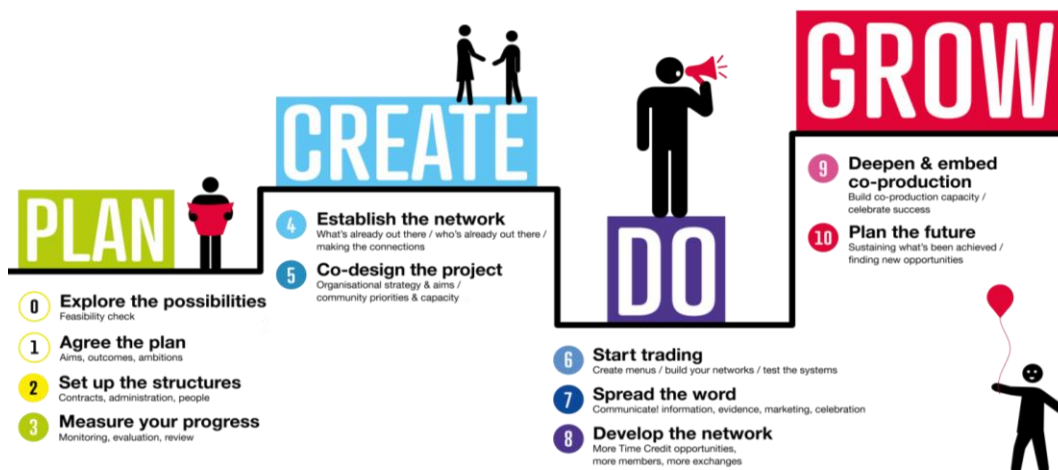 PLAN
0
Explore the possibilities
Feasibility check
1
Agree the plan
Aims, outcomes, ambitions
2
Set up the structures
Contracts, administration, people
3
Measure your progress
Monitoring, evaluation, review
CREATE
4
Establish the network
What's already out there / who's already out there /
making the connections
5
Co-design the project
Organisational strategy & aims /
community priorities & capacity
DO
6
Start trading
Create menus / build your networks / test the systems
7
Spread the word
Communicate! information, evidence, marketing, celebration
8
Develop the network
More Time Credit opportunities,
more members, more exchanges
GROW
9
Deepen & embed
co-production
Build co-production capacity /
celebrate success
10
Plan the future
Sustaining what's been achieved /
finding new opportunities